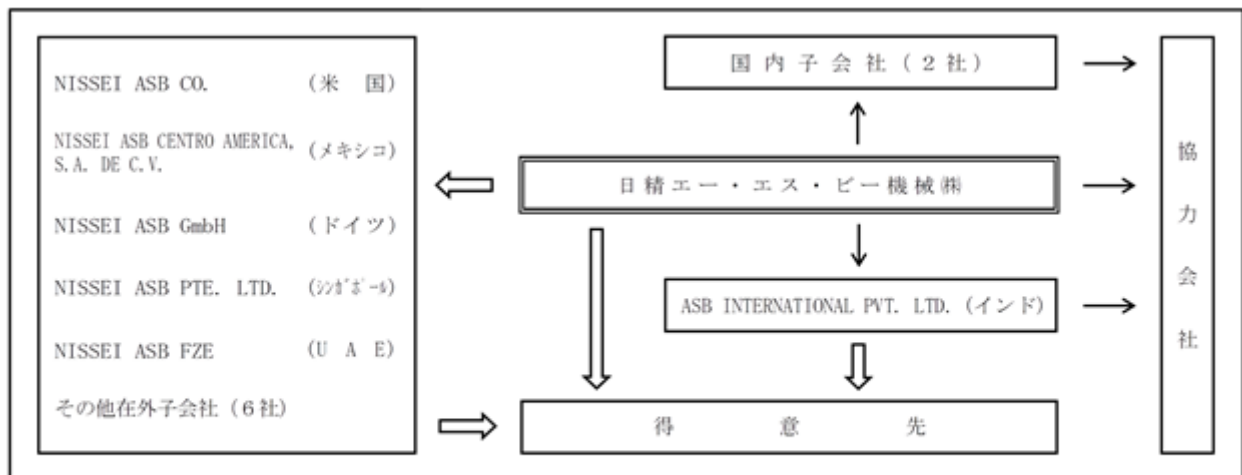 NISSEI ASB CO. (米 国)
NISSEI ASB CENTRO AMERICA, S.A. DE C.V. (メキシコ)
NISSEI ASB GmbH (ドイツ)
NISSEI ASB PTE. LTD. (ｼﾝｶﾞﾎﾟｰﾙ)
NISSEI ASB FZE (U A E)
その他在外子会社 (6社)
国内子会社 (2社)
日精エー・エス・ビー機械㈱
ASB INTERNATIONAL PVT. LTD. (インド)
得意先
協力会社